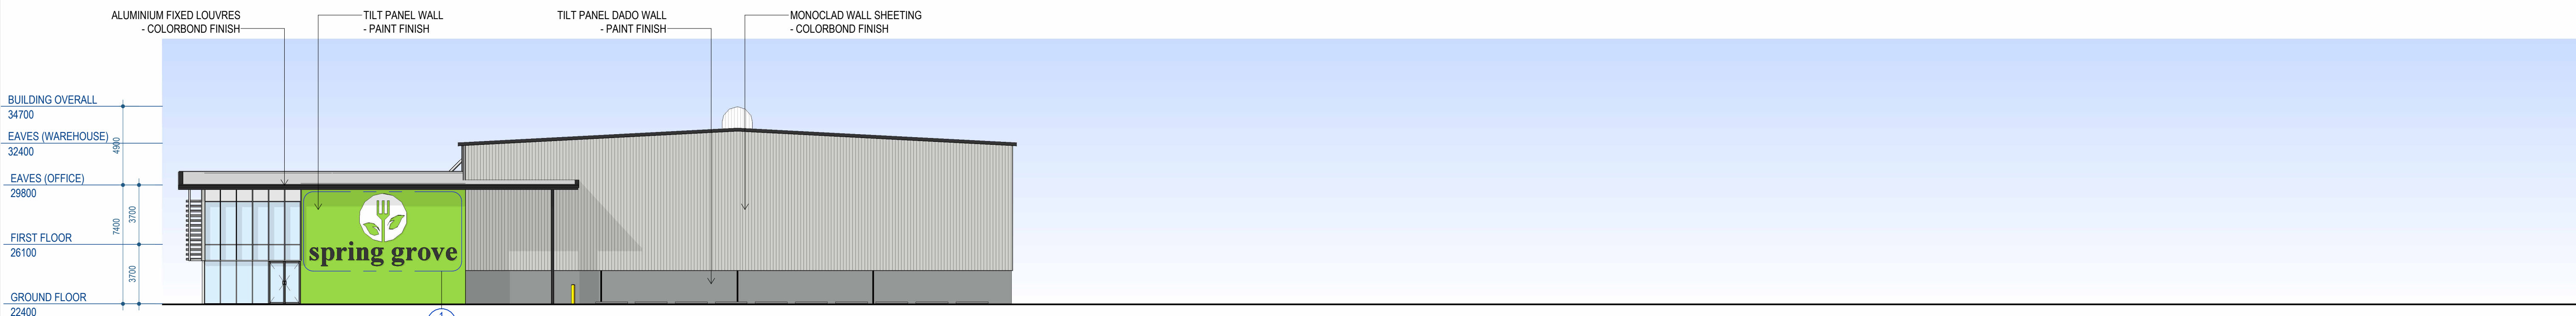 ALUMINIUM FIXED LOUVRES
- COLORBOND FINISH
TILT PANEL WALL
- PAINT FINISH
TILT PANEL DADO WALL
- PAINT FINISH
MONOCLAD WALL SHEETING
- COLORBOND FINISH
BUILDING OVERALL
34700
EAVES (WAREHOUSE)
32400
4900
EAVES (OFFICE)
29800
3700
7400
FIRST FLOOR
26100
3700
GROUND FLOOR
22400
spring grove
1